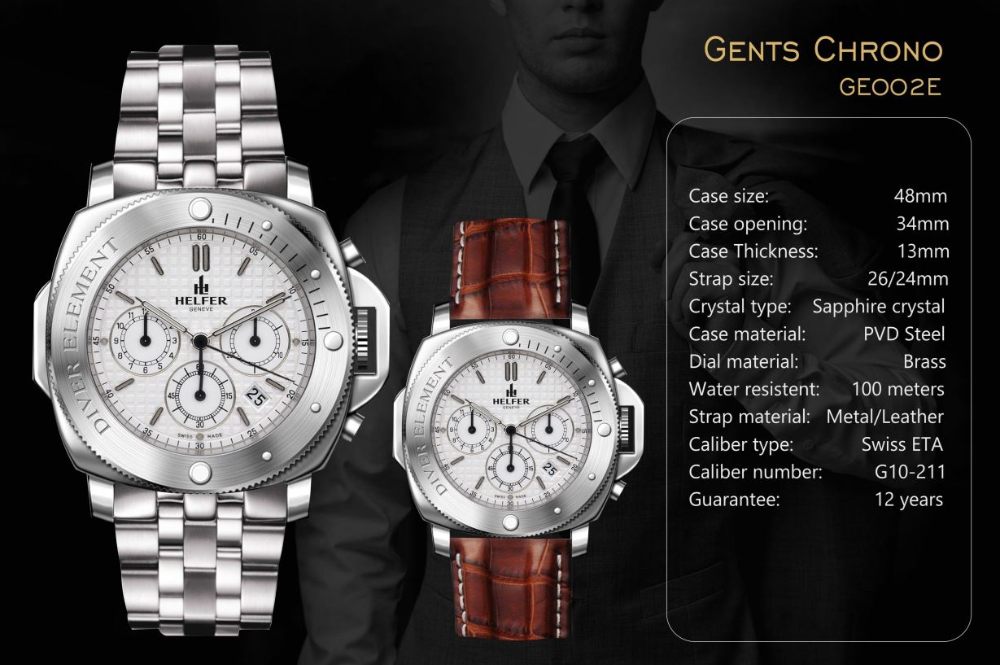 GENTS CHRONO
GE002E
Case size: 48mm
Case opening: 34mm
Case Thickness: 13mm
Strap size: 26/24mm
Crystal type: Sapphire crystal
Case material: PVD Steel
Dial material: Brass
Water resistent: 100 meters
Strap material: Metal/Leather
Caliber type: Swiss ETA
Caliber number: G10-211
Guarantee: 12 years
DIVER ELEMENT
HELFER
GENEVE
25
SWISS MADE
DIVER ELEMENT
HELFER
GENEVE
25
SWISS MADE